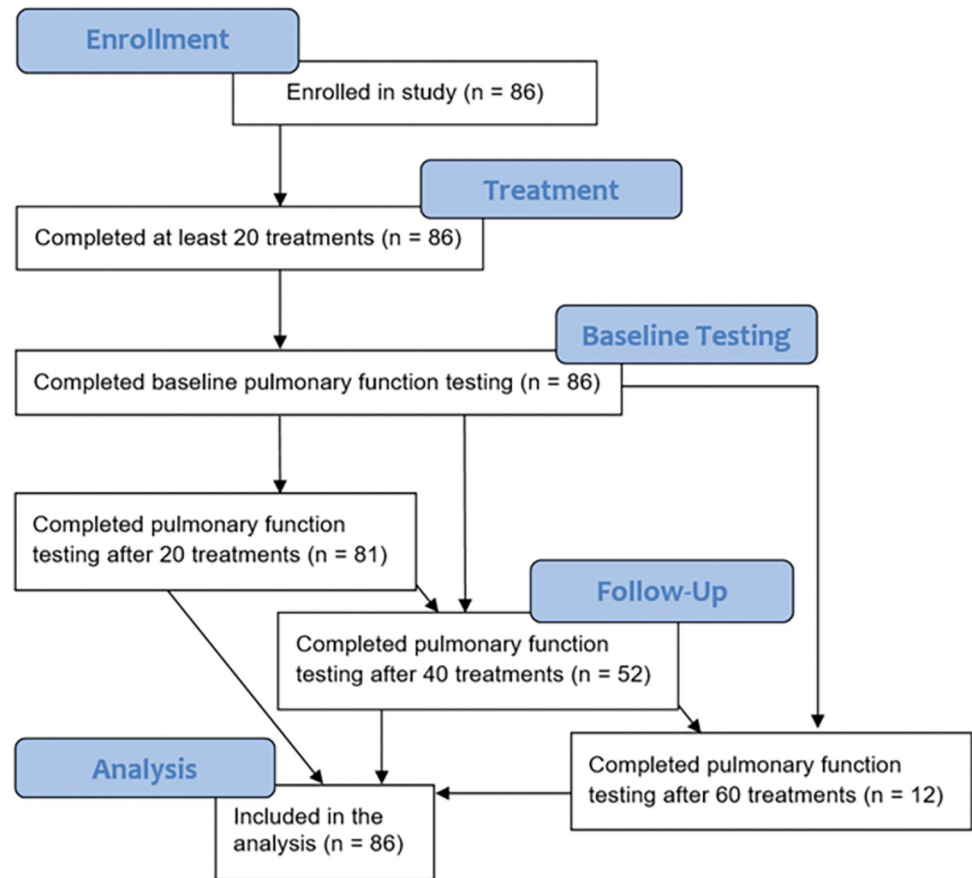 Enrollment
Enrolled in study (n = 86)
Treatment
Completed at least 20 treatments (n = 86)
Baseline Testing
Completed baseline pulmonary function testing (n = 86)
Completed pulmonary function
testing after 20 treatments (n = 81)
Follow-Up
Completed pulmonary function
testing after 40 treatments (n = 52)
Completed pulmonary function
testing after 60 treatments (n = 12)
Analysis
Included in the
analysis (n = 86)